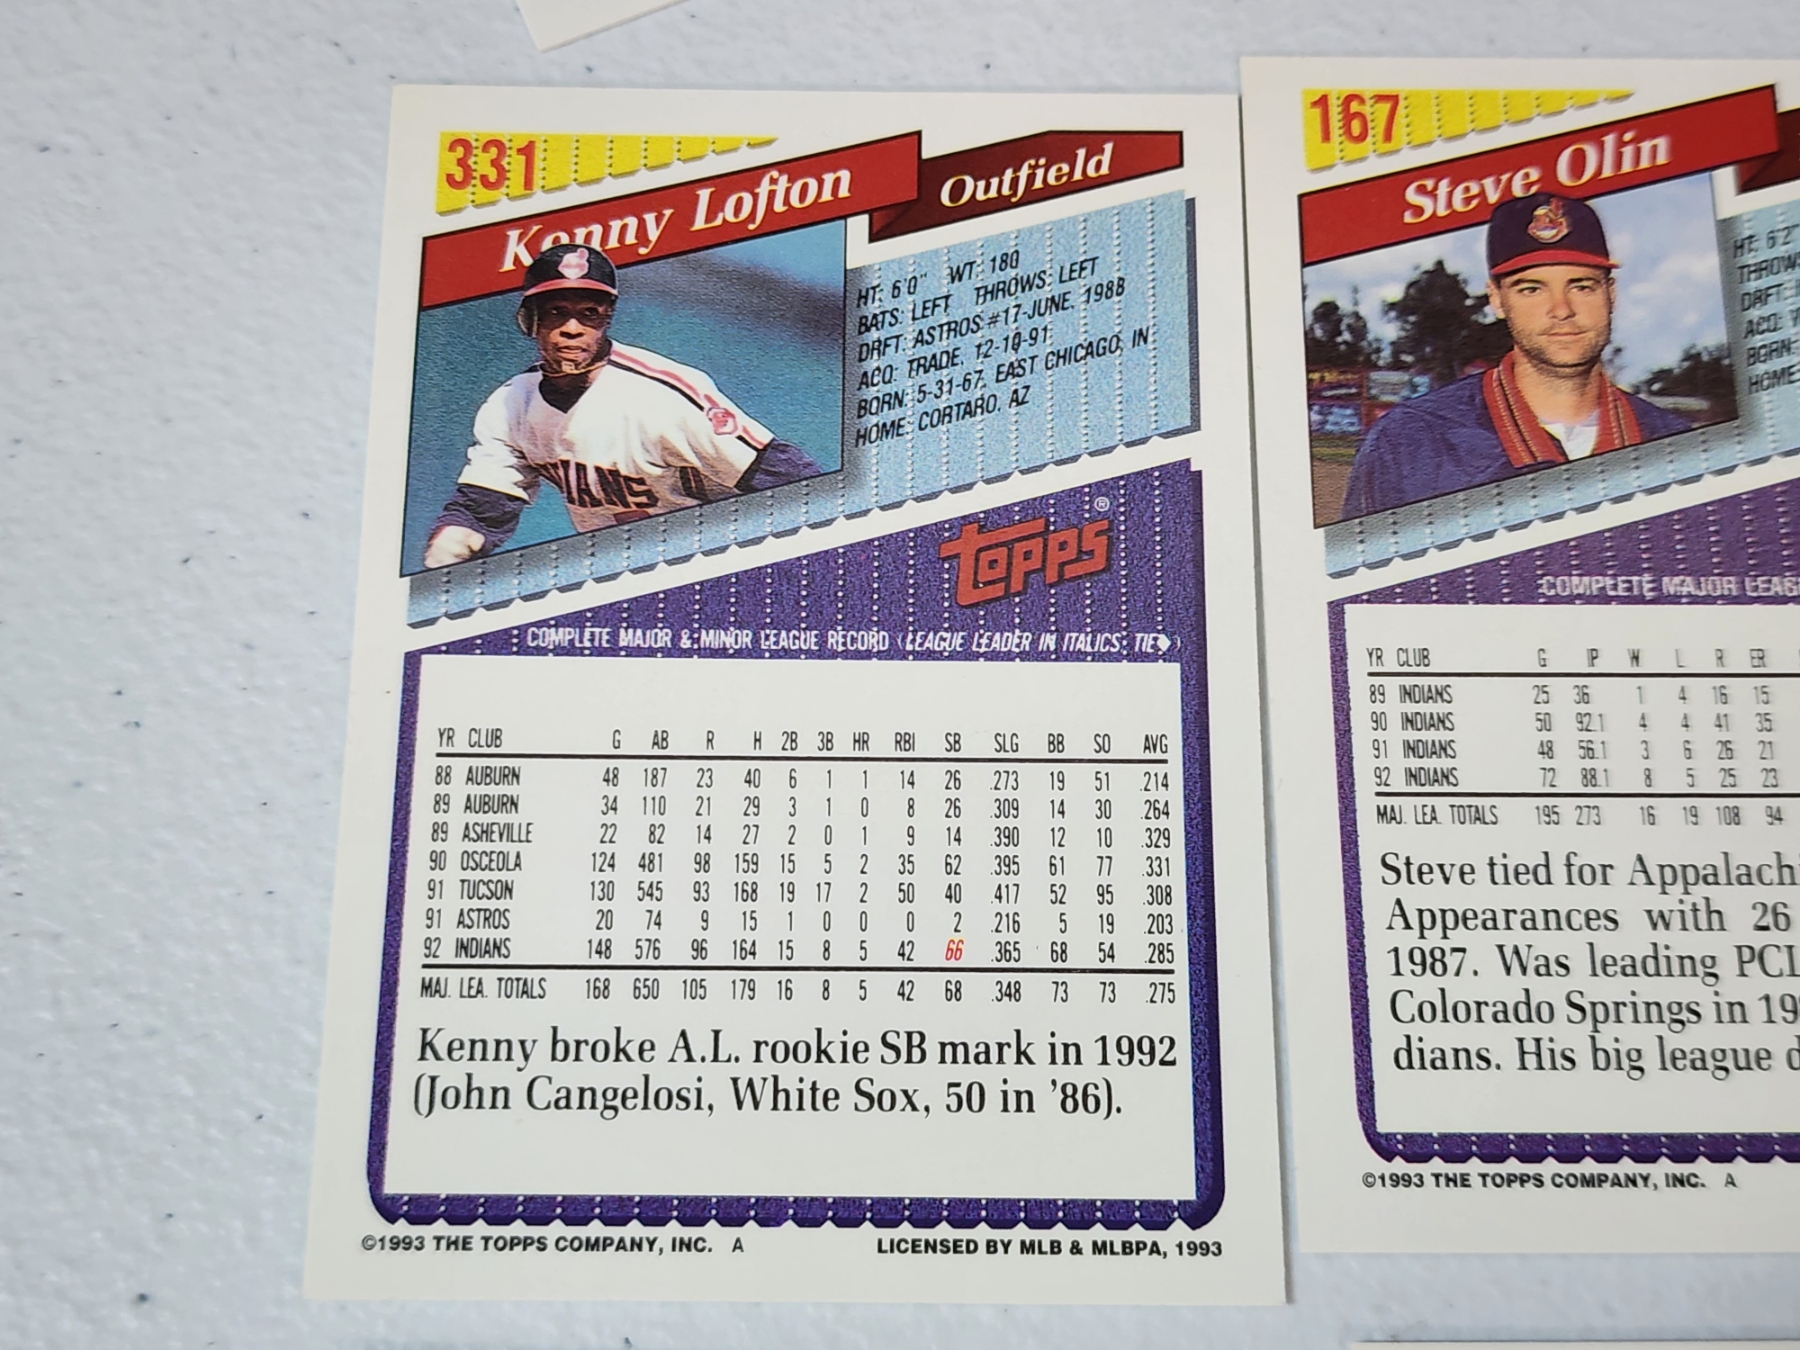 331
Kenny Lofton
Outfield
HT: 6'0" WT: 180
BATS: LEFT THROWS: LEFT
DRFT: ASTROS #17-JUNE, 1988
ACQ: TRADE, 12-10-91
BORN: 5-31-67, EAST CHICAGO, IN
HOME: CORTARO, AZ
IANS
TOPPS®
COMPLETE MAJOR & MINOR LEAGUE RECORD (LEAGUE LEADER IN ITALICS; TIE◆)
YR CLUB G AB R H 2B 3B HR RBI SB SLG BB SO AVG
88 AUBURN 48 187 23 40 6 1 1 14 26 .273 19 51 .214
89 AUBURN 34 110 21 29 3 1 0 8 26 .309 14 30 .264
89 ASHEVILLE 22 82 14 27 2 0 1 9 14 .390 12 10 .329
90 OSCEOLA 124 481 98 159 15 5 2 35 62 .395 61 77 .331
91 TUCSON 130 545 93 168 19 17 2 50 40 .417 52 95 .308
91 ASTROS 20 74 9 15 1 0 0 0 2 .216 5 19 .203
92 INDIANS 148 576 96 164 15 8 5 42 66 .365 68 54 .285
MAJ. LEA. TOTALS 168 650 105 179 16 8 5 42 68 .348 73 73 .275
Kenny broke A.L. rookie SB mark in 1992
(John Cangelosi, White Sox, 50 in '86).
©1993 THE TOPPS COMPANY, INC. A
LICENSED BY MLB & MLBPA, 1993
167
Steve Olin
HT: 6'2"
THROW
DRFT:
ACQ:
BORN:
HOME:
COMPLETE MAJOR LEAG
YR CLUB G IP W L R ER
89 INDIANS 25 36 1 4 16 15
90 INDIANS 50 92.1 4 4 41 35
91 INDIANS 48 56.1 3 6 26 21
92 INDIANS 72 88.1 8 5 25 23
MAJ. LEA. TOTALS 195 273 16 19 108 94
Steve tied for Appalachi
Appearances with 26
1987. Was leading PCL
Colorado Springs in 19
dians. His big league d
©1993 THE TOPPS COMPANY, INC. A